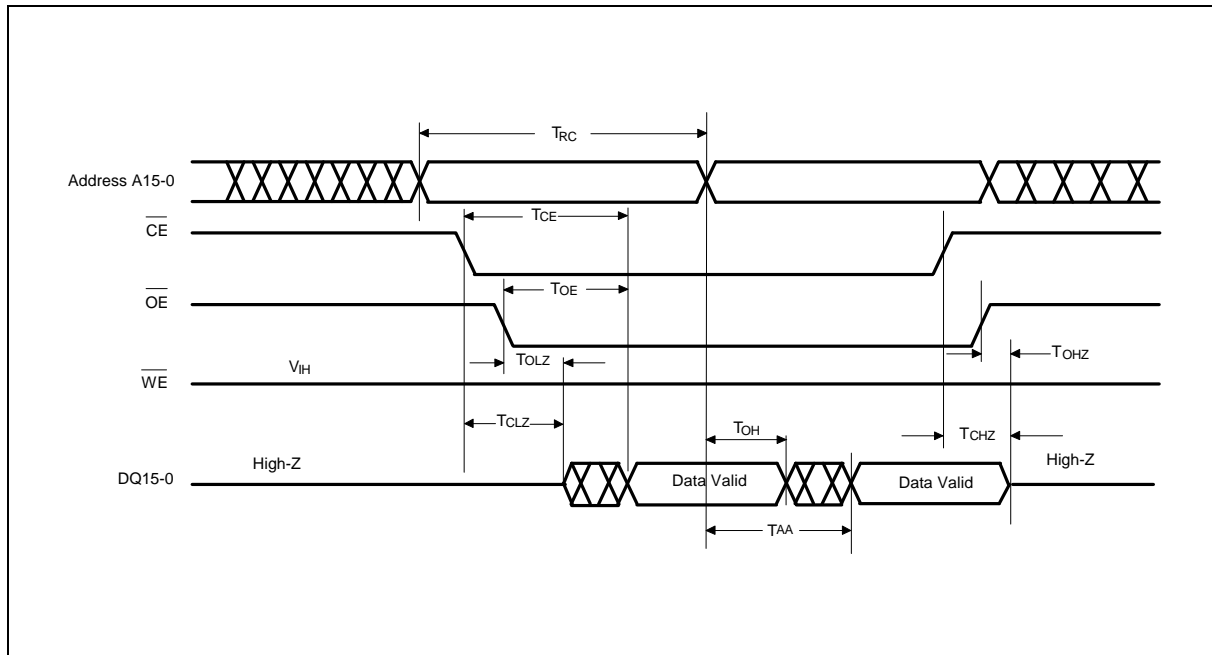 TRC
Address A15-0
TCE
CE
TOE
OE
TOLZ
TOHZ
VIH
WE
TCLZ
TOH
TCHZ
High-Z
High-Z
DQ15-0
Data Valid
Data Valid
TAA